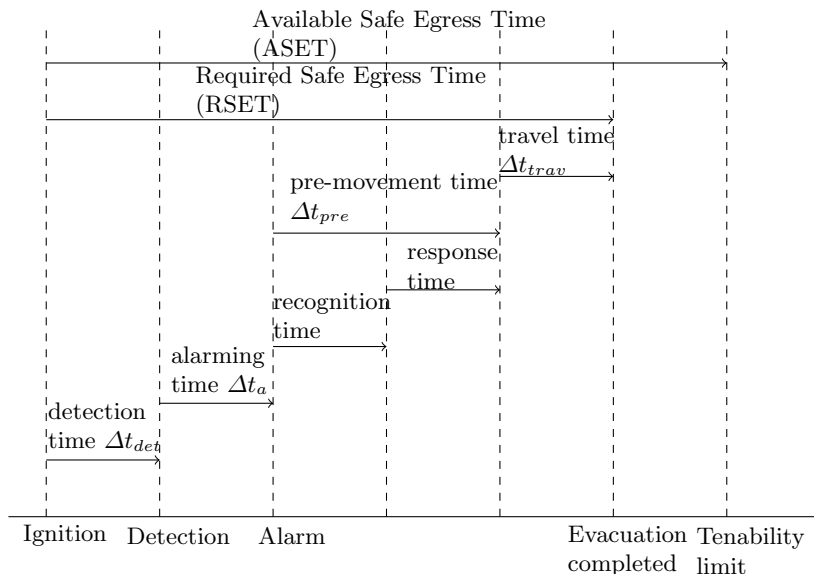 Available Safe Egress Time
(ASET)
Required Safe Egress Time
(RSET)
travel time
Δt_trav
pre-movement time
Δt_pre
response
time
recognition
time
alarming
time Δt_a
detection
time Δt_det
Ignition
Detection
Alarm
Evacuation
completed
Tenability
limit